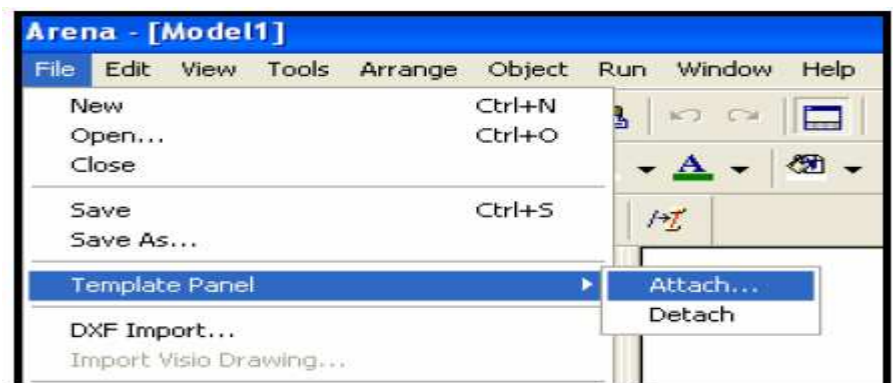 Arena - [Model1]
File Edit View Tools Arrange Object Run Window Help
New Ctrl+N
Open... Ctrl+O
Close
Save Ctrl+S
Save As...
Template Panel
Attach...
Detach
DXF Import...
Import Visio Drawing...